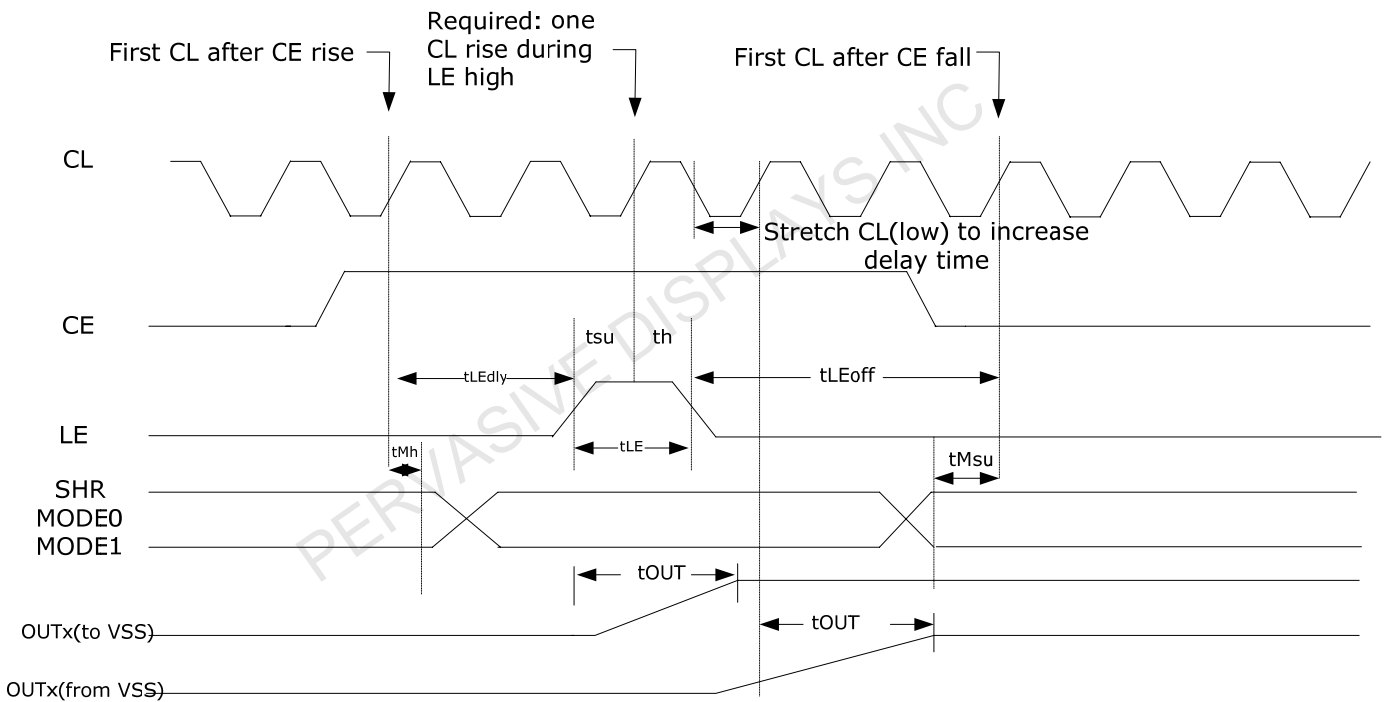 First CL after CE rise
Required: one
CL rise during
LE high
First CL after CE fall
CL
Stretch CL(low) to increase
delay time
CE
tsu
th
tLEdly
tLEoff
LE
tLE
tMh
tMsu
SHR
MODE0
MODE1
tOUT
OUTx(to VSS)
tOUT
OUTx(from VSS)
PERVASIVE DISPLAYS INC